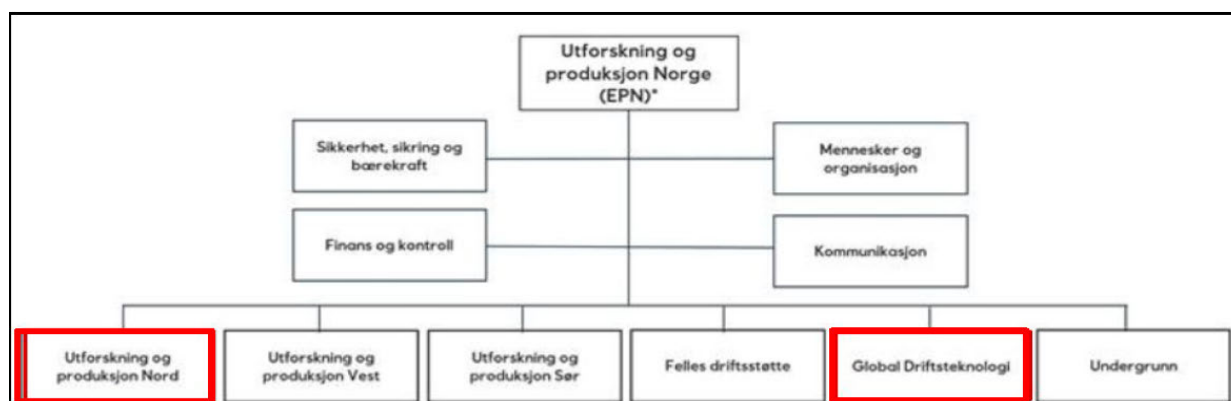 Utforskning og
produksjon Norge
(EPN)*
Sikkerhet, sikring og
bærekraft
Mennesker og
organisasjon
Finans og kontroll
Kommunikasjon
Utforskning og
produksjon Nord
Utforskning og
produksjon Vest
Utforskning og
produksjon Sør
Felles driftsstøtte
Global Driftsteknologi
Undergrunn